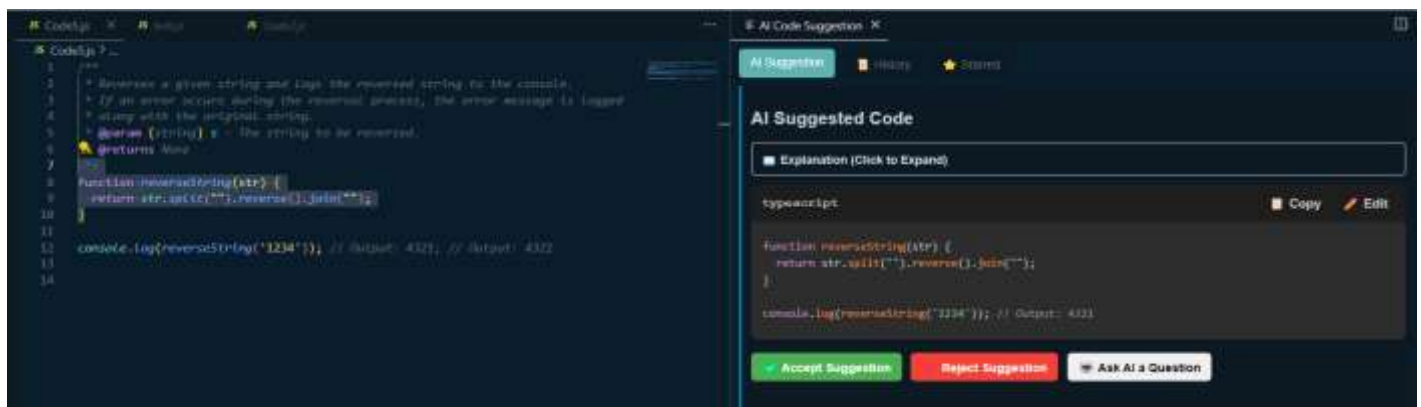 JS Code5.js ×
···
JS Code5.js ? ...
1 /**
2 * Reverses a given string and logs the reversed string to the console.
3 * If an error occurs during the reversal process, the error message is logged
4 * along with the original string.
5 * @param {string} s - The string to be reversed.
6 @returns None
7
8 function reverseString(str) {
9 return str.split("").reverse().join("");
10 }
11
12 console.log(reverseString('1234')); // Output: 4321; // Output: 4321
13
14
AI Code Suggestion ×
AI Suggestion History Starred
AI Suggested Code
Explanation (Click to Expand)
typescript Copy Edit
function reverseString(str) {
return str.split("").reverse().join("");
}
console.log(reverseString('1234')); // Output: 4321
Accept Suggestion Reject Suggestion Ask AI a Question